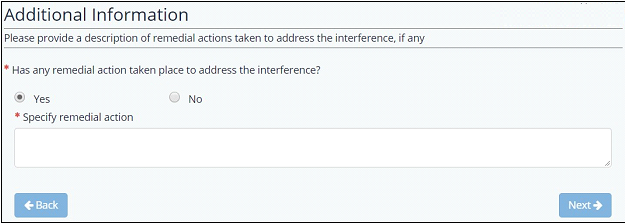 Additional Information
Please provide a description of remedial actions taken to address the interference, if any
* Has any remedial action taken place to address the interference?
Yes No
* Specify remedial action
Back Next